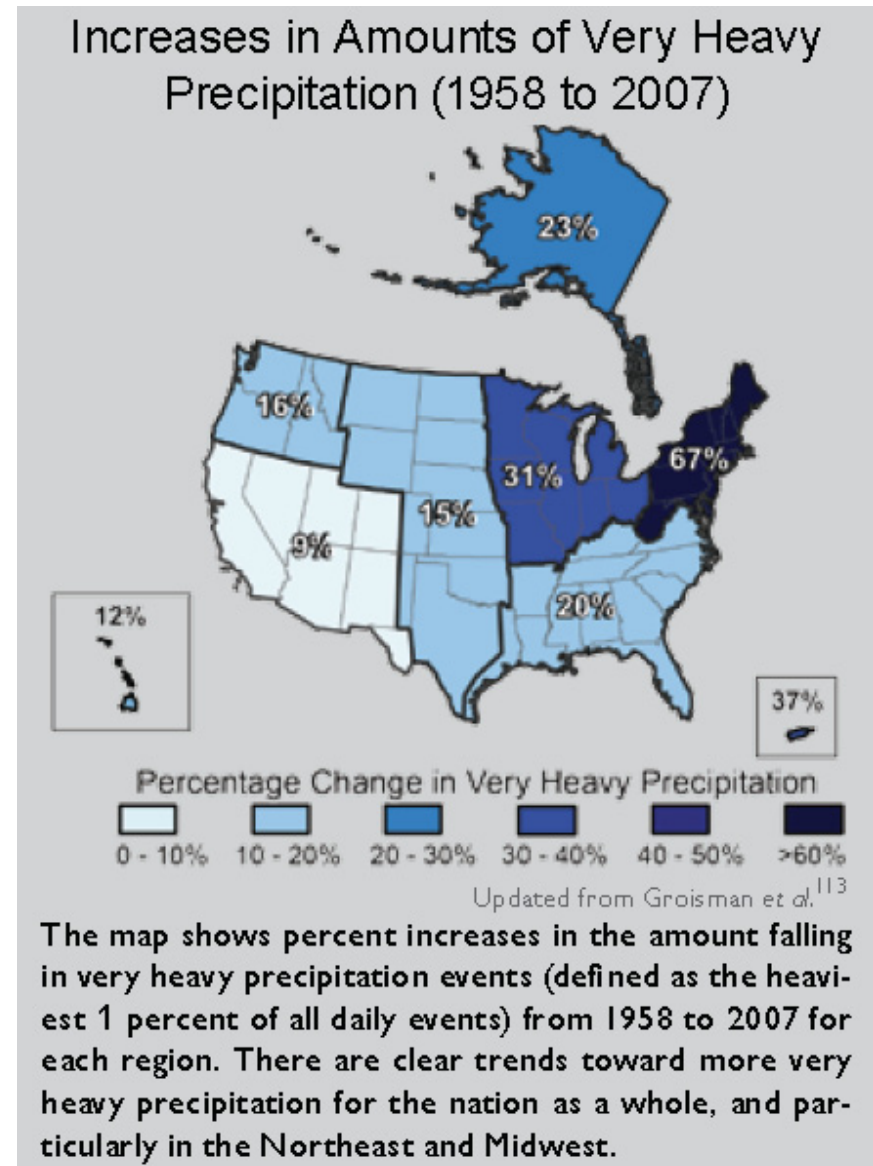 Increases in Amounts of Very Heavy
Precipitation (1958 to 2007)
23%
16%
67%
31%
15%
9%
20%
12%
37%
Percentage Change in Very Heavy Precipitation
0 - 10% 10 - 20% 20 - 30% 30 - 40% 40 - 50% >60%
Updated from Groisman et al.113
The map shows percent increases in the amount falling
in very heavy precipitation events (defined as the heavi-
est 1 percent of all daily events) from 1958 to 2007 for
each region. There are clear trends toward more very
heavy precipitation for the nation as a whole, and par-
ticularly in the Northeast and Midwest.